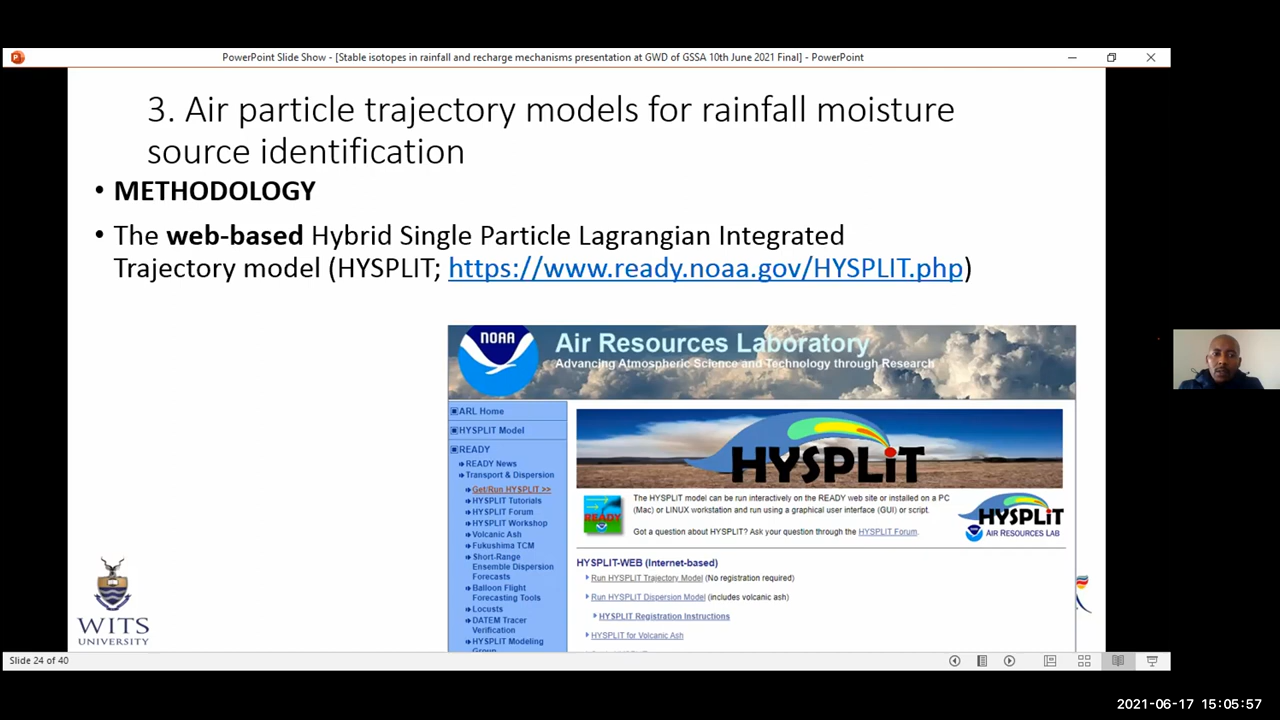 PowerPoint Slide Show - [Stable isotopes in rainfall and recharge mechanisms presentation at GWD of GSSA 10th June 2021 Final] - PowerPoint
3. Air particle trajectory models for rainfall moisture
source identification
• METHODOLOGY
• The web-based Hybrid Single Particle Lagrangian Integrated
Trajectory model (HYSPLIT; https://www.ready.noaa.gov/HYSPLIT.php)
NOAA
Air Resources Laboratory
Advancing Atmospheric Science and Technology through Research
ARL Home
HYSPLIT Model
READY
READY News
Transport & Dispersion
Get/Run HYSPLIT >>
HYSPLIT Tutorials
HYSPLIT Forum
HYSPLIT Workshop
Volcanic Ash
Fukushima TCM
Short-Range
Ensemble Dispersion
Forecasts
Balloon Flight
Forecasting Tools
Locusts
DATEM Tracer
Verification
HYSPLIT Modeling
HYSPLiT
READY
The HYSPLIT model can be run interactively on the READY web site or installed on a PC
(Mac) or LINUX workstation and run using a graphical user interface (GUI) or script.
Got a question about HYSPLIT? Ask your question through the HYSPLIT Forum.
HYSPLiT
AIR RESOURCES LAB
HYSPLIT-WEB (Internet-based)
Run HYSPLIT Trajectory Model (No registration required)
Run HYSPLIT Dispersion Model (includes volcanic ash)
HYSPLIT Registration Instructions
HYSPLIT for Volcanic Ash
WITS
UNIVERSITY
Slide 24 of 40
2021-06-17 15:05:57